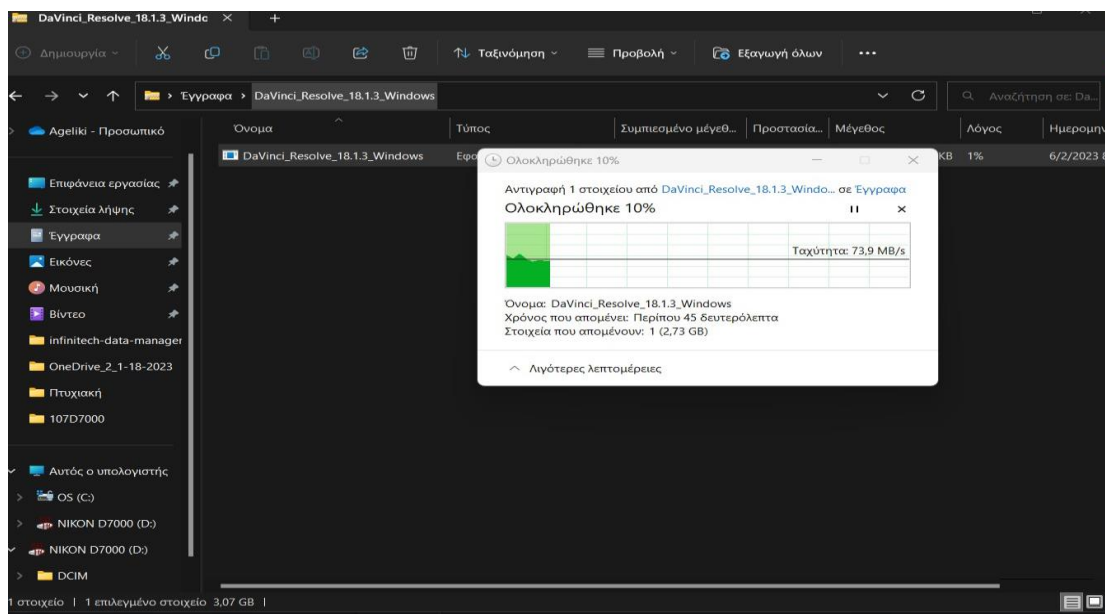 DaVinci_Resolve_18.1.3_Windo
Δημιουργία
Ταξινόμηση
Προβολή
Εξαγωγή όλων
Έγγραφα > DaVinci_Resolve_18.1.3_Windows
Αναζήτηση σε: Da...
Ageliki - Προσωπικό
Όνομα Τύπος Συμπιεσμένο μέγεθ... Προστασία... Μέγεθος Λόγος Ημερομην
DaVinci_Resolve_18.1.3_Windows Εφα KB 1% 6/2/2023
Επιφάνεια εργασίας
Στοιχεία λήψης
Έγγραφα
Εικόνες
Μουσική
Βίντεο
infinitech-data-manager
OneDrive_2_1-18-2023
Πτυχιακή
107D7000
Αυτός ο υπολογιστής
OS (C:)
NIKON D7000 (D:)
NIKON D7000 (D:)
DCIM
Ολοκληρώθηκε 10%
Αντιγραφή 1 στοιχείου από DaVinci_Resolve_18.1.3_Windo... σε Έγγραφα
Ολοκληρώθηκε 10%
Ταχύτητα: 73,9 MB/s
Όνομα: DaVinci_Resolve_18.1.3_Windows
Χρόνος που απομένει: Περίπου 45 δευτερόλεπτα
Στοιχεία που απομένουν: 1 (2,73 GB)
Λιγότερες λεπτομέρειες
1 στοιχείο | 1 επιλεγμένο στοιχείο 3,07 GB |